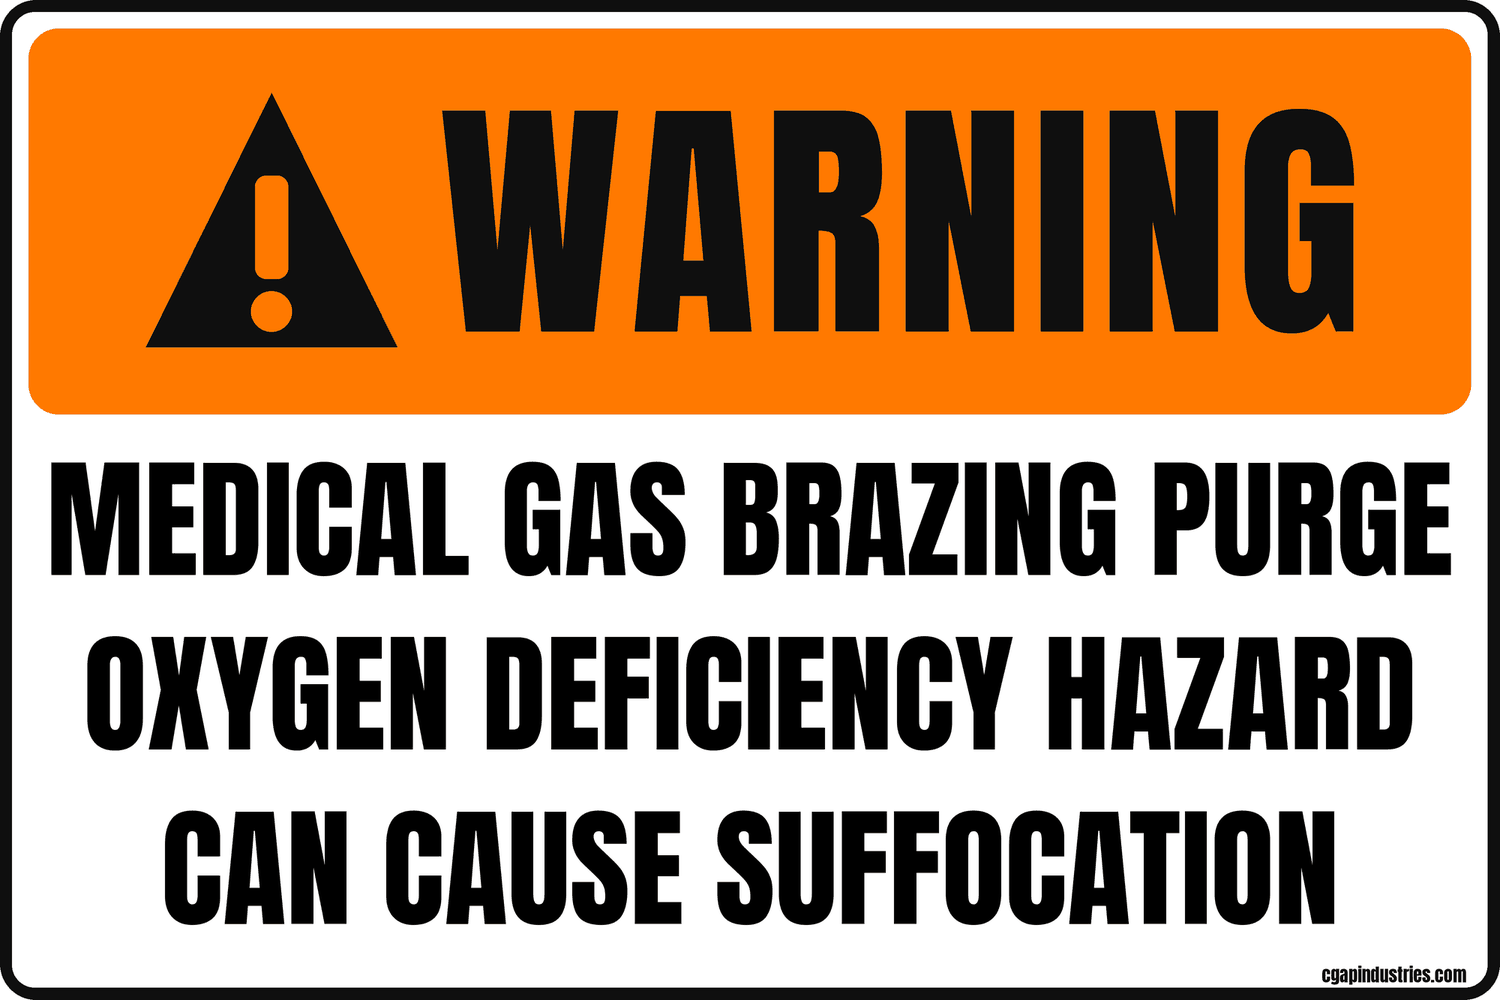 WARNING
MEDICAL GAS BRAZING PURGE
OXYGEN DEFICIENCY HAZARD
CAN CAUSE SUFFOCATION
cgapindustries.com